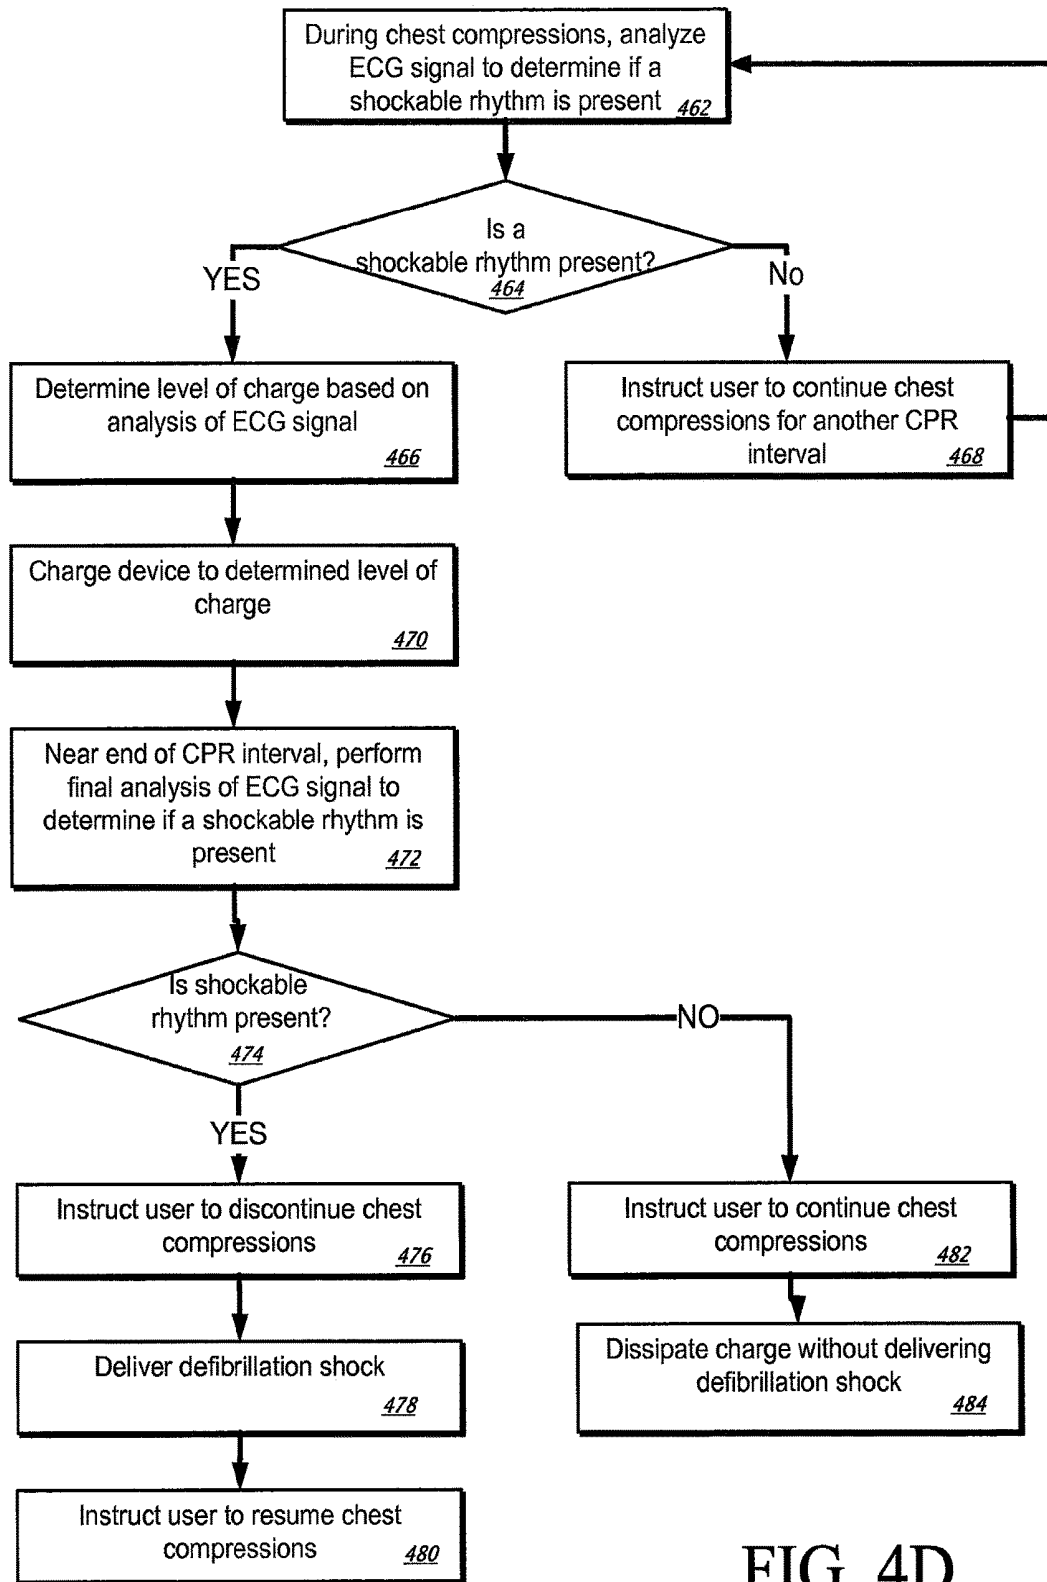 During chest compressions, analyze
ECG signal to determine if a
shockable rhythm is present 462
Is a
shockable rhythm present?
464
YES
No
Determine level of charge based on
analysis of ECG signal
466
Instruct user to continue chest
compressions for another CPR
interval 468
Charge device to determined level of
charge
470
Near end of CPR interval, perform
final analysis of ECG signal to
determine if a shockable rhythm is
present 472
Is shockable
rhythm present?
474
NO
YES
Instruct user to discontinue chest
compressions 476
Instruct user to continue chest
compressions 482
Deliver defibrillation shock
478
Dissipate charge without delivering
defibrillation shock
484
Instruct user to resume chest
compressions 480
FIG. 4D